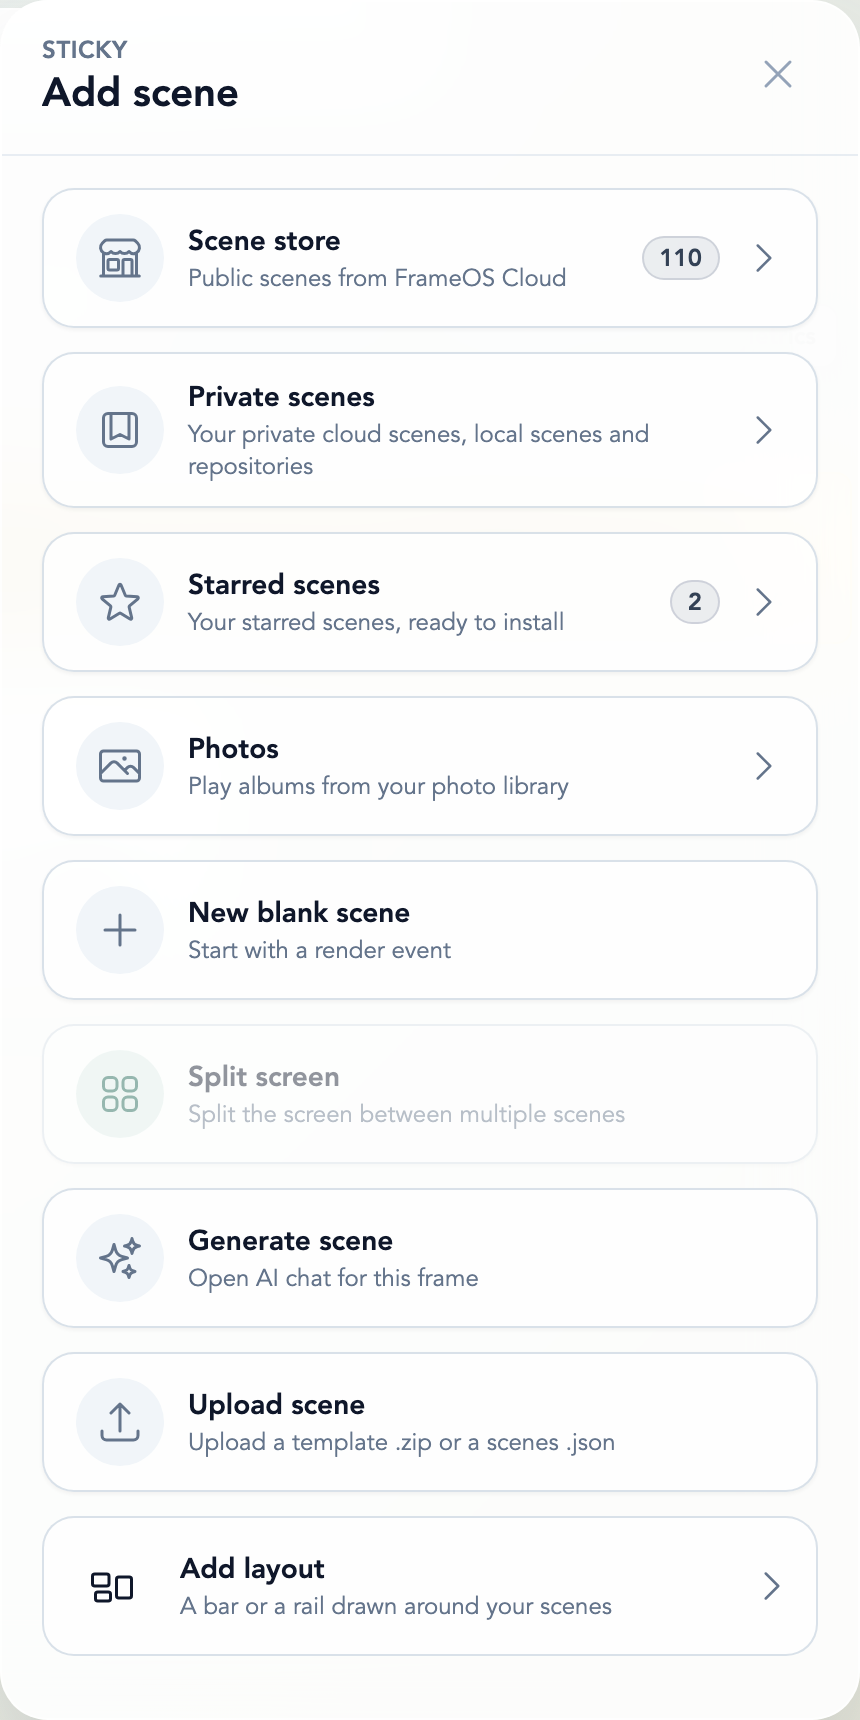 STICKY
Add scene
Scene store
Public scenes from FrameOS Cloud
110
Private scenes
Your private cloud scenes, local scenes and
repositories
Starred scenes
Your starred scenes, ready to install
2
Photos
Play albums from your photo library
New blank scene
Start with a render event
Split screen
Split the screen between multiple scenes
Generate scene
Open AI chat for this frame
Upload scene
Upload a template .zip or a scenes .json
Add layout
A bar or a rail drawn around your scenes